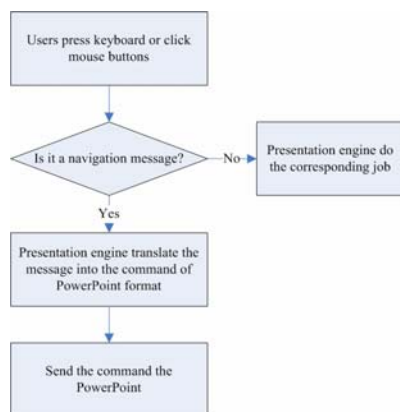 Users press keyboard or click
mouse buttons
Is it a navigation message?
No
Presentation engine do
the corresponding job
Yes
Presentation engine translate the
message into the command of
PowerPoint format
Send the command the
PowerPoint